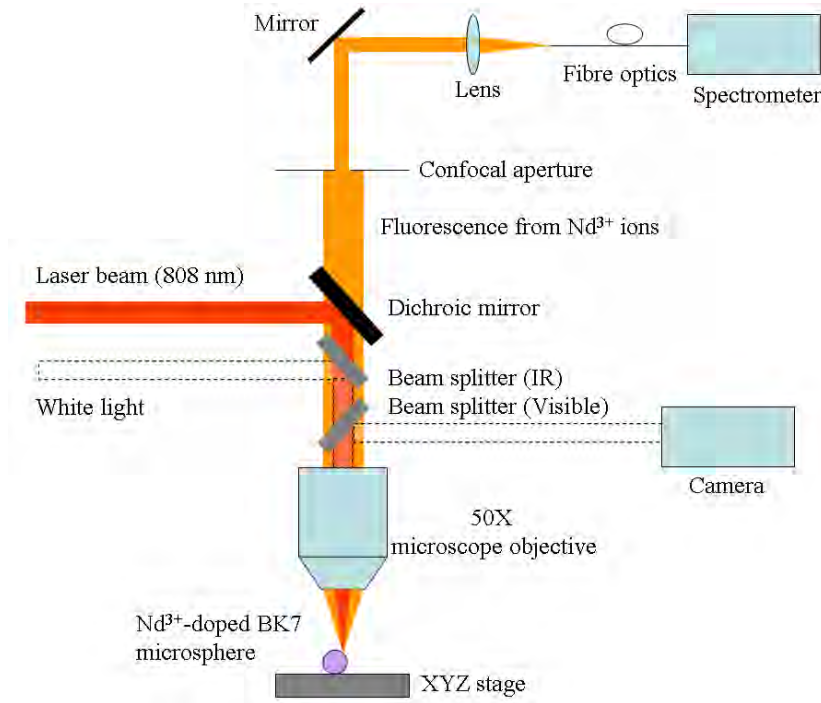 Mirror
Lens
Fibre optics
Spectrometer
Confocal aperture
Fluorescence from Nd³⁺ ions
Laser beam (808 nm)
Dichroic mirror
Beam splitter (IR)
White light
Beam splitter (Visible)
Camera
50X
microscope objective
Nd³⁺-doped BK7
microsphere
XYZ stage